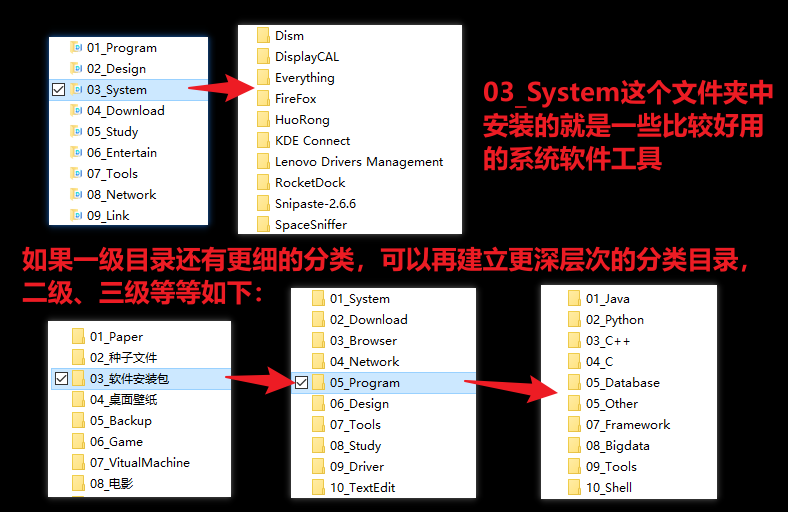 01_Program
02_Design
03_System
04_Download
05_Study
06_Entertain
07_Tools
08_Network
09_Link
Dism
DisplayCAL
Everything
FireFox
HuoRong
KDE Connect
Lenovo Drivers Management
RocketDock
Snipaste-2.6.6
SpaceSniffer
03_System这个文件夹中
安装的就是一些比较好用
的系统软件工具
如果一级目录还有更细的分类，可以再建立更深层次的分类目录，
二级、三级等等如下：
01_Paper
02_种子文件
03_软件安装包
04_桌面壁纸
05_Backup
06_Game
07_VitualMachine
08_电影
01_System
02_Download
03_Browser
04_Network
05_Program
06_Design
07_Tools
08_Study
09_Driver
10_TextEdit
01_Java
02_Python
03_C++
04_C
05_Database
05_Other
07_Framework
08_Bigdata
09_Tools
10_Shell